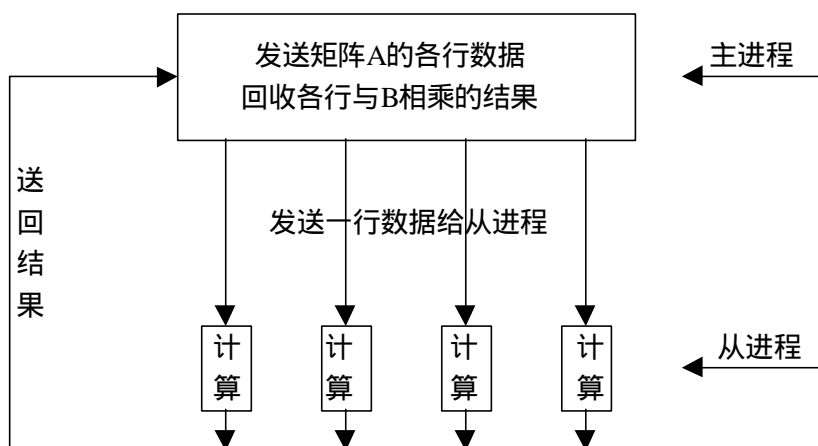 发送矩阵A的各行数据
回收各行与B相乘的结果
主进程
送
回
结
果
发送一行数据给从进程
计
算
计
算
计
算
计
算
从进程